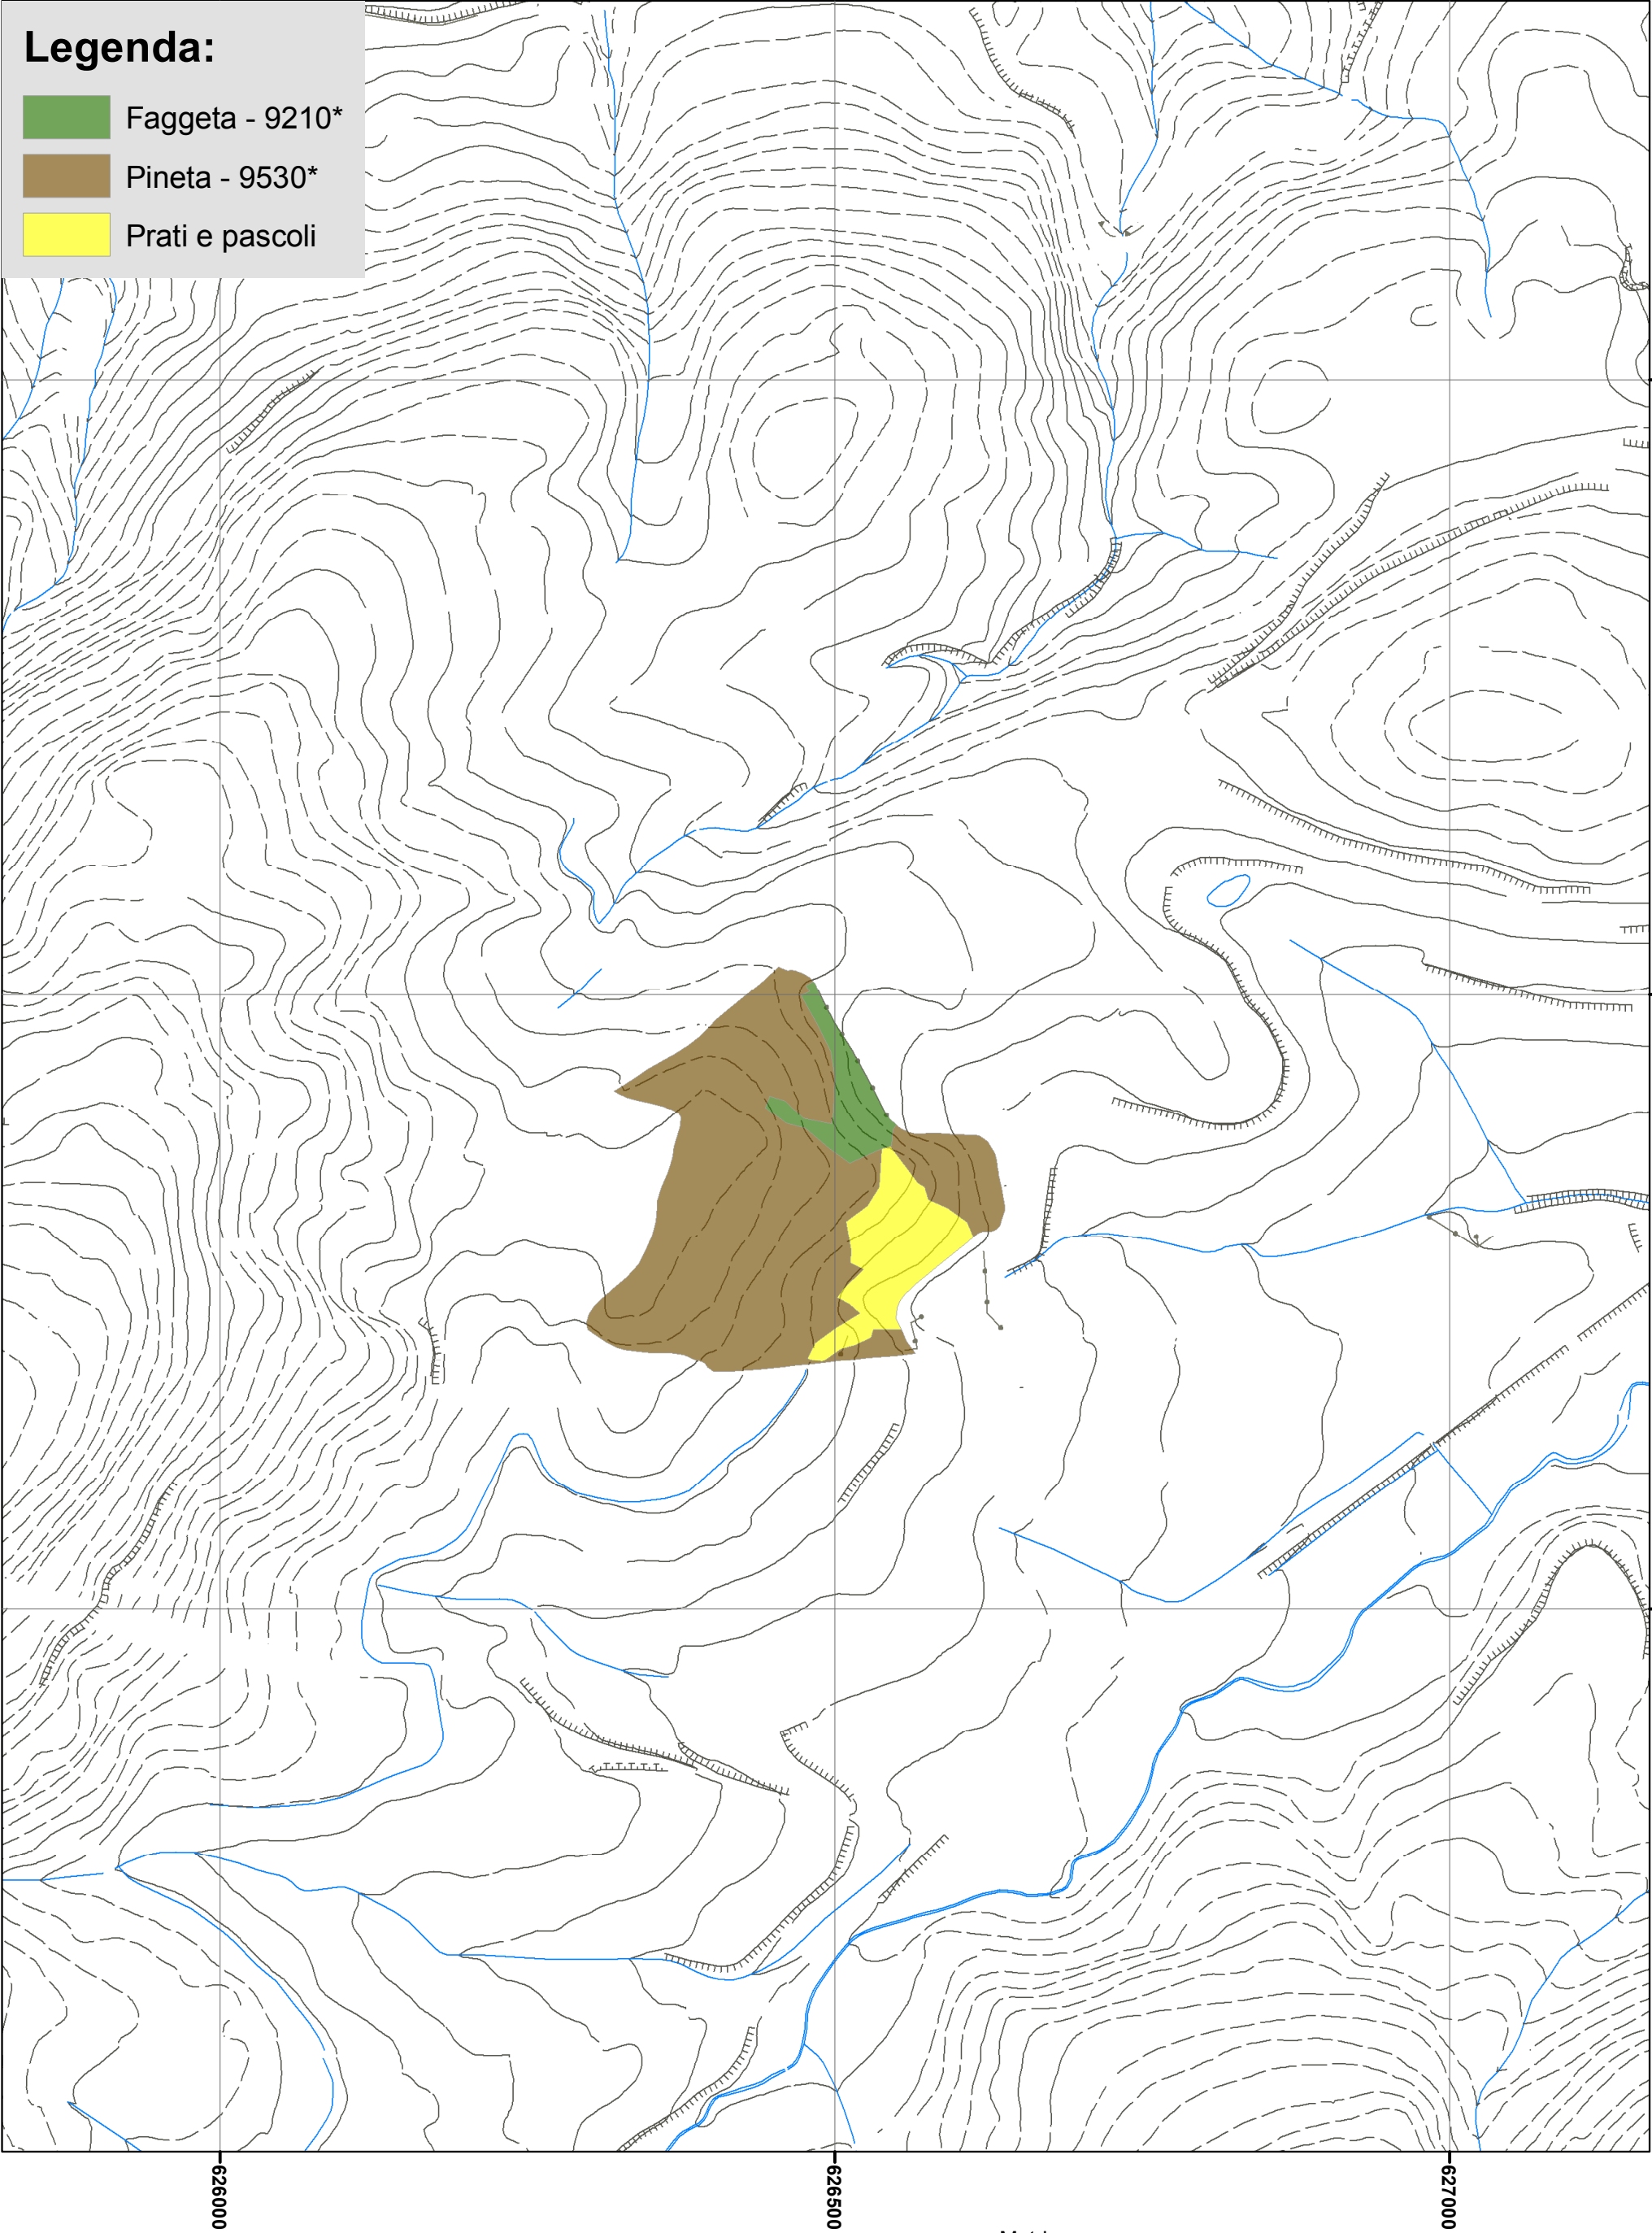 Legenda:
Faggeta - 9210*
Pineta - 9530*
Prati e pascoli
626000
626500
627000